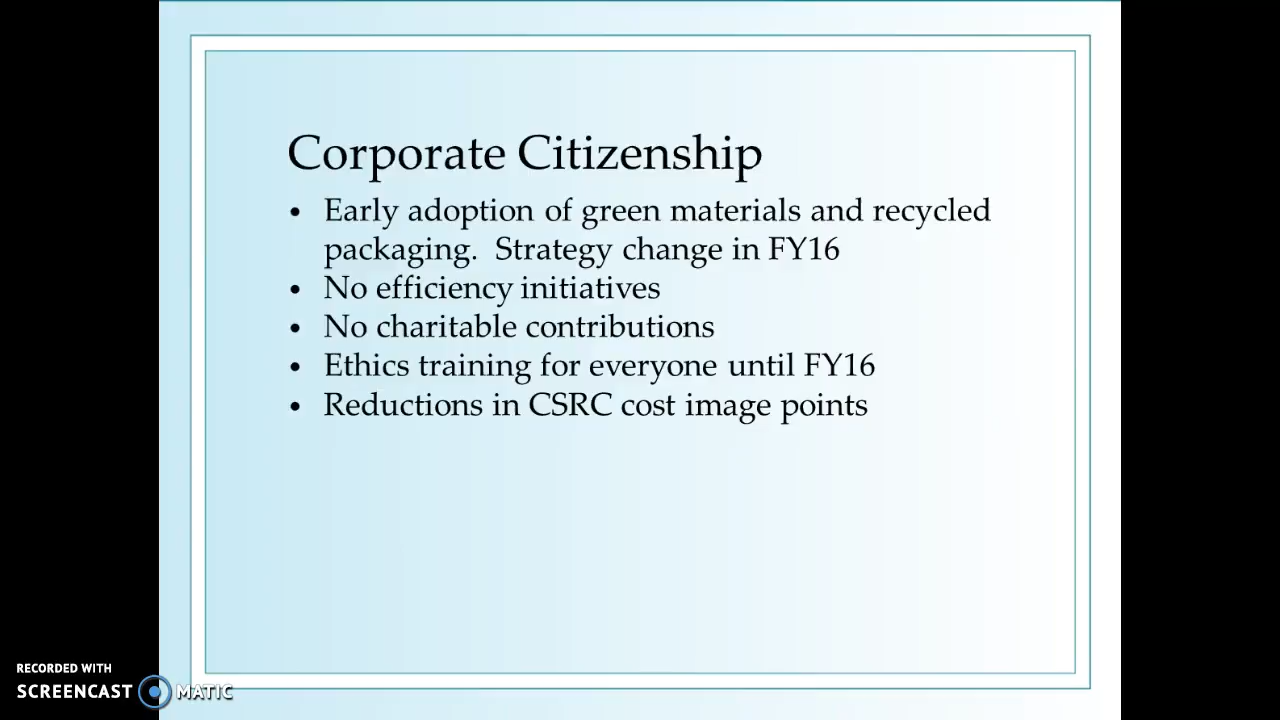 Corporate Citizenship
• Early adoption of green materials and recycled
packaging.  Strategy change in FY16
• No efficiency initiatives
• No charitable contributions
• Ethics training for everyone until FY16
• Reductions in CSRC cost image points
RECORDED WITH
SCREENCAST MATIC